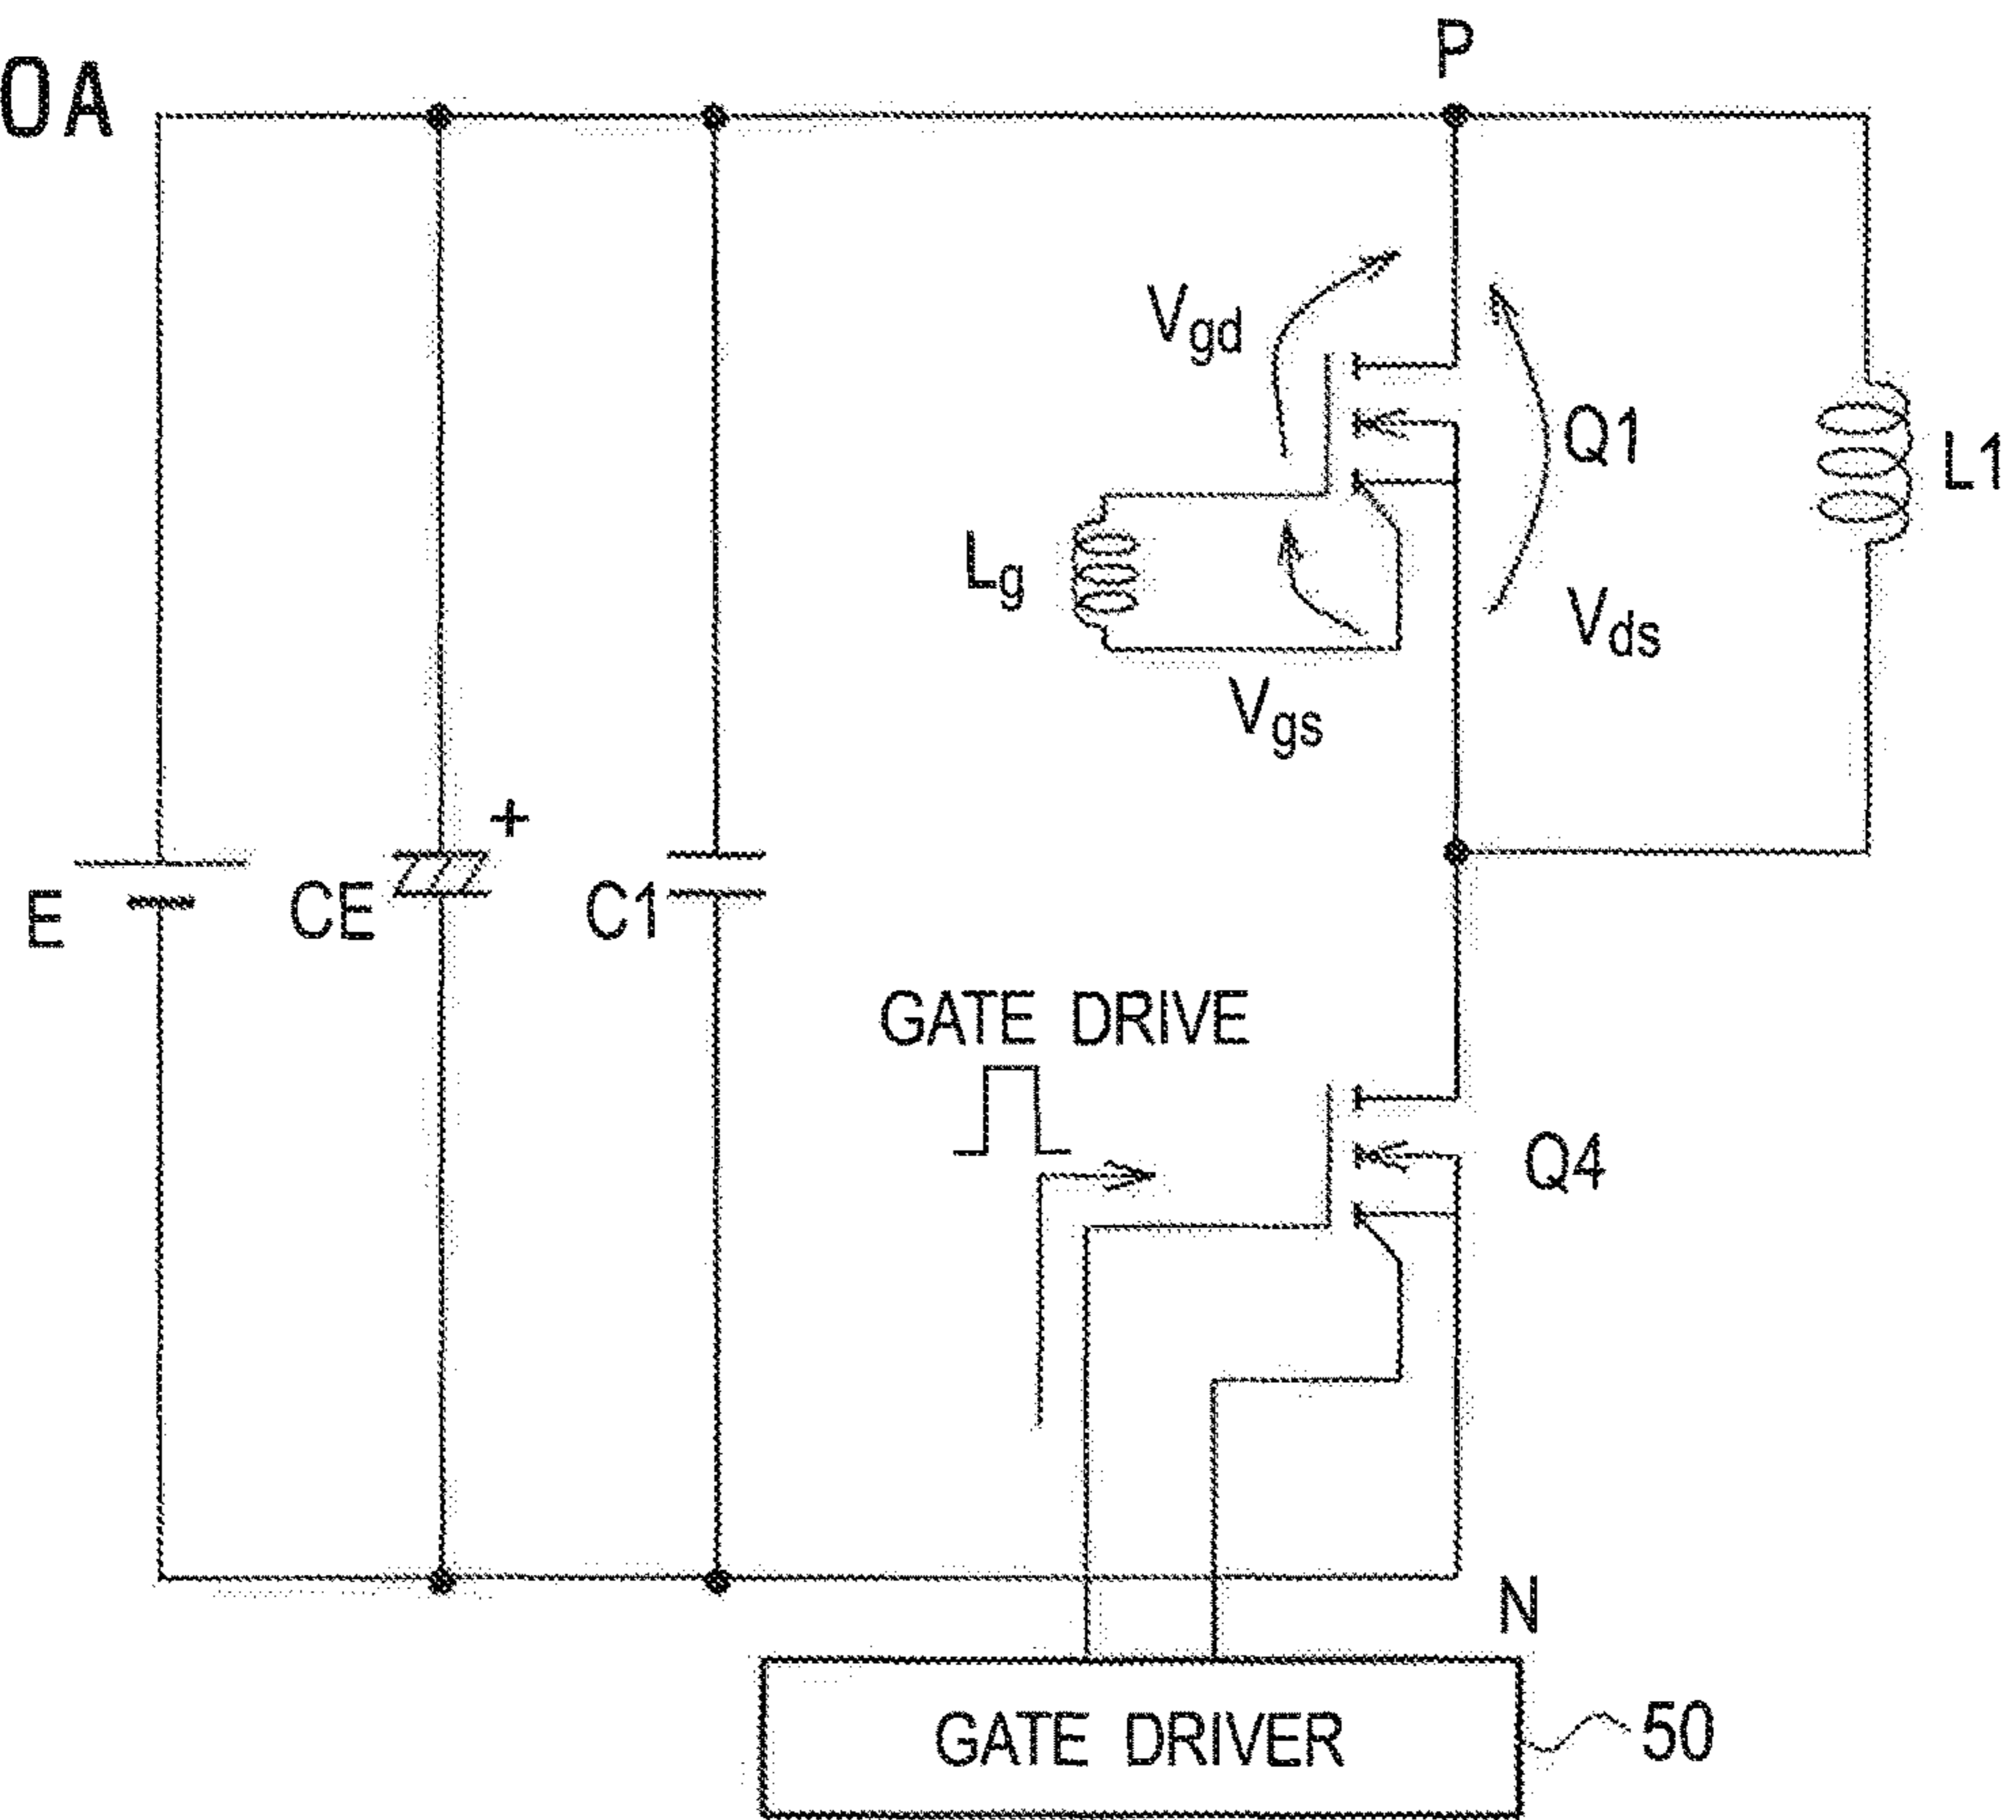 0A
P
Vgd
Q1
L1
Lg
Vds
Vgs
+
E
CE
C1
GATE DRIVE
Q4
N
GATE DRIVER
50